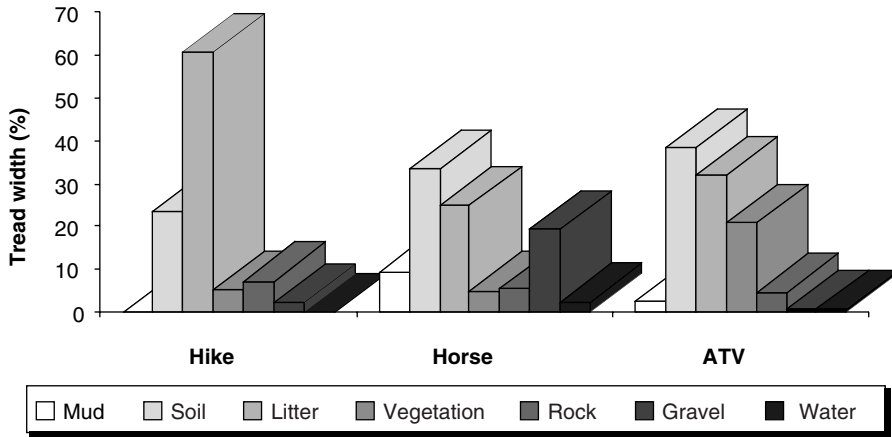 70
60
50
40
30
20
10
0
Tread width (%)
Hike Horse ATV
Mud Soil Litter Vegetation Rock Gravel Water